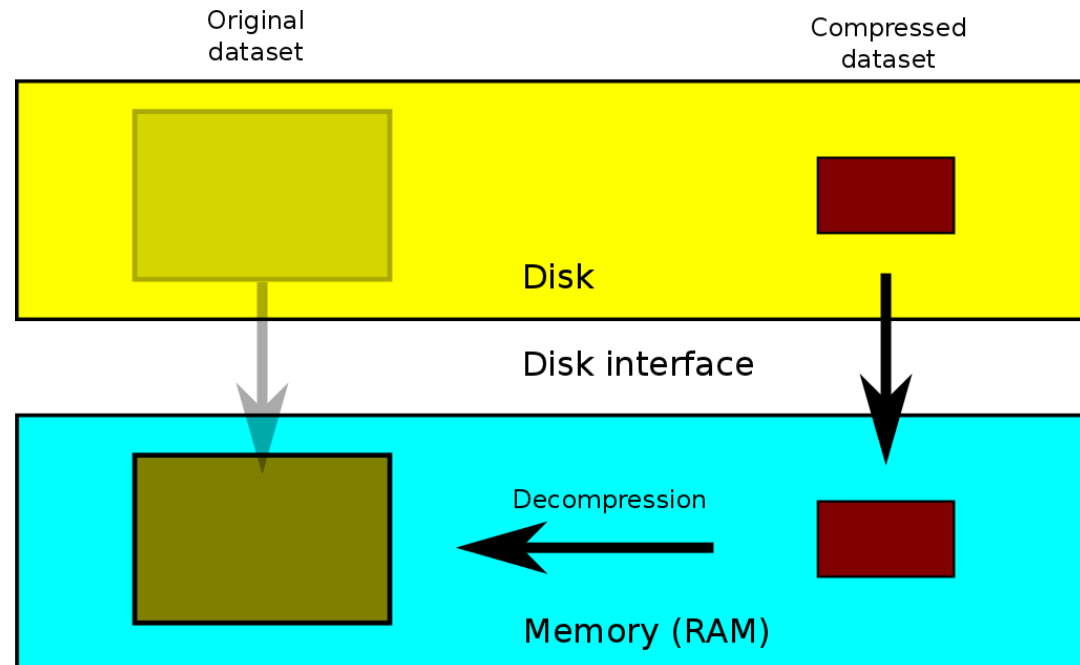 Original
dataset
Compressed
dataset
Disk
Disk interface
Decompression
Memory (RAM)